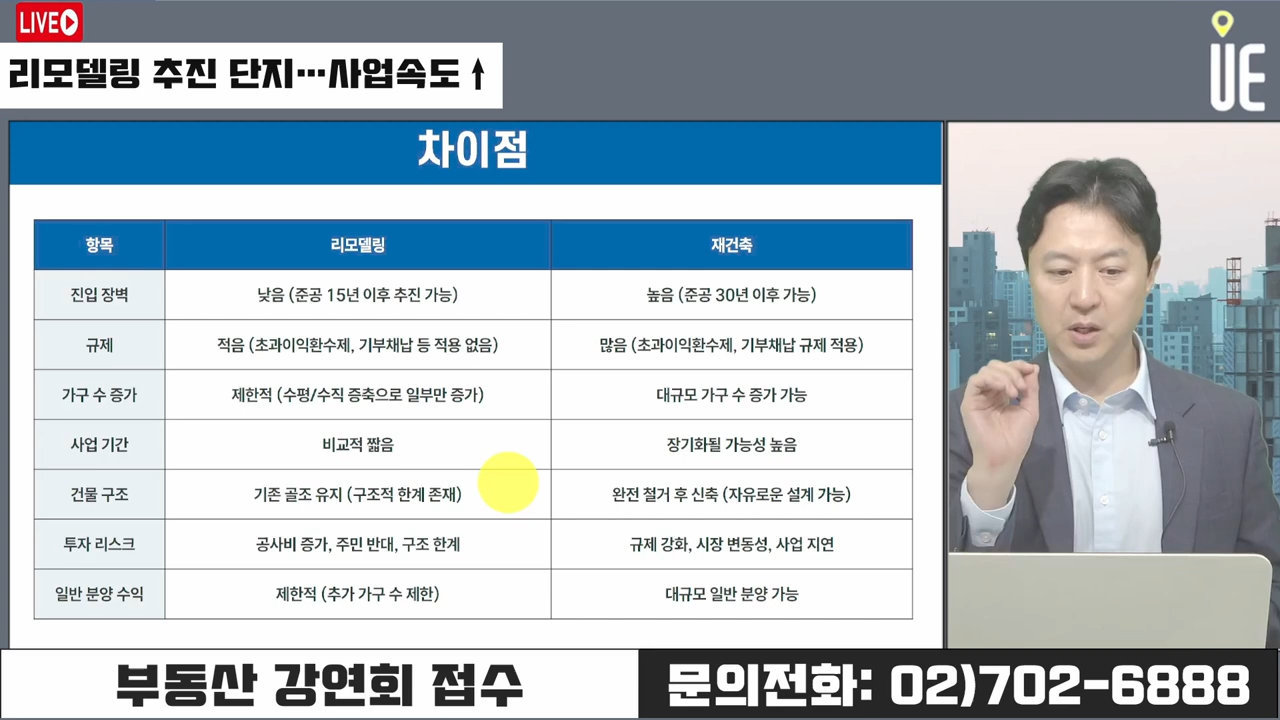 LIVE
UE
리모델링 추진 단지…사업속도↑
차이점
항목 리모델링 재건축
진입 장벽 낮음 (준공 15년 이후 추진 가능) 높음 (준공 30년 이후 가능)
규제 적음 (초과이익환수제, 기부채납 등 적용 없음) 많음 (초과이익환수제, 기부채납 규제 적용)
가구 수 증가 제한적 (수평/수직 증축으로 일부만 증가) 대규모 가구 수 증가 가능
사업 기간 비교적 짧음 장기화될 가능성 높음
건물 구조 기존 골조 유지 (구조적 한계 존재) 완전 철거 후 신축 (자유로운 설계 가능)
투자 리스크 공사비 증가, 주민 반대, 구조 한계 규제 강화, 시장 변동성, 사업 지연
일반 분양 수익 제한적 (추가 가구 수 제한) 대규모 일반 분양 가능
부동산 강연회 접수 문의전화: 02)702-6888